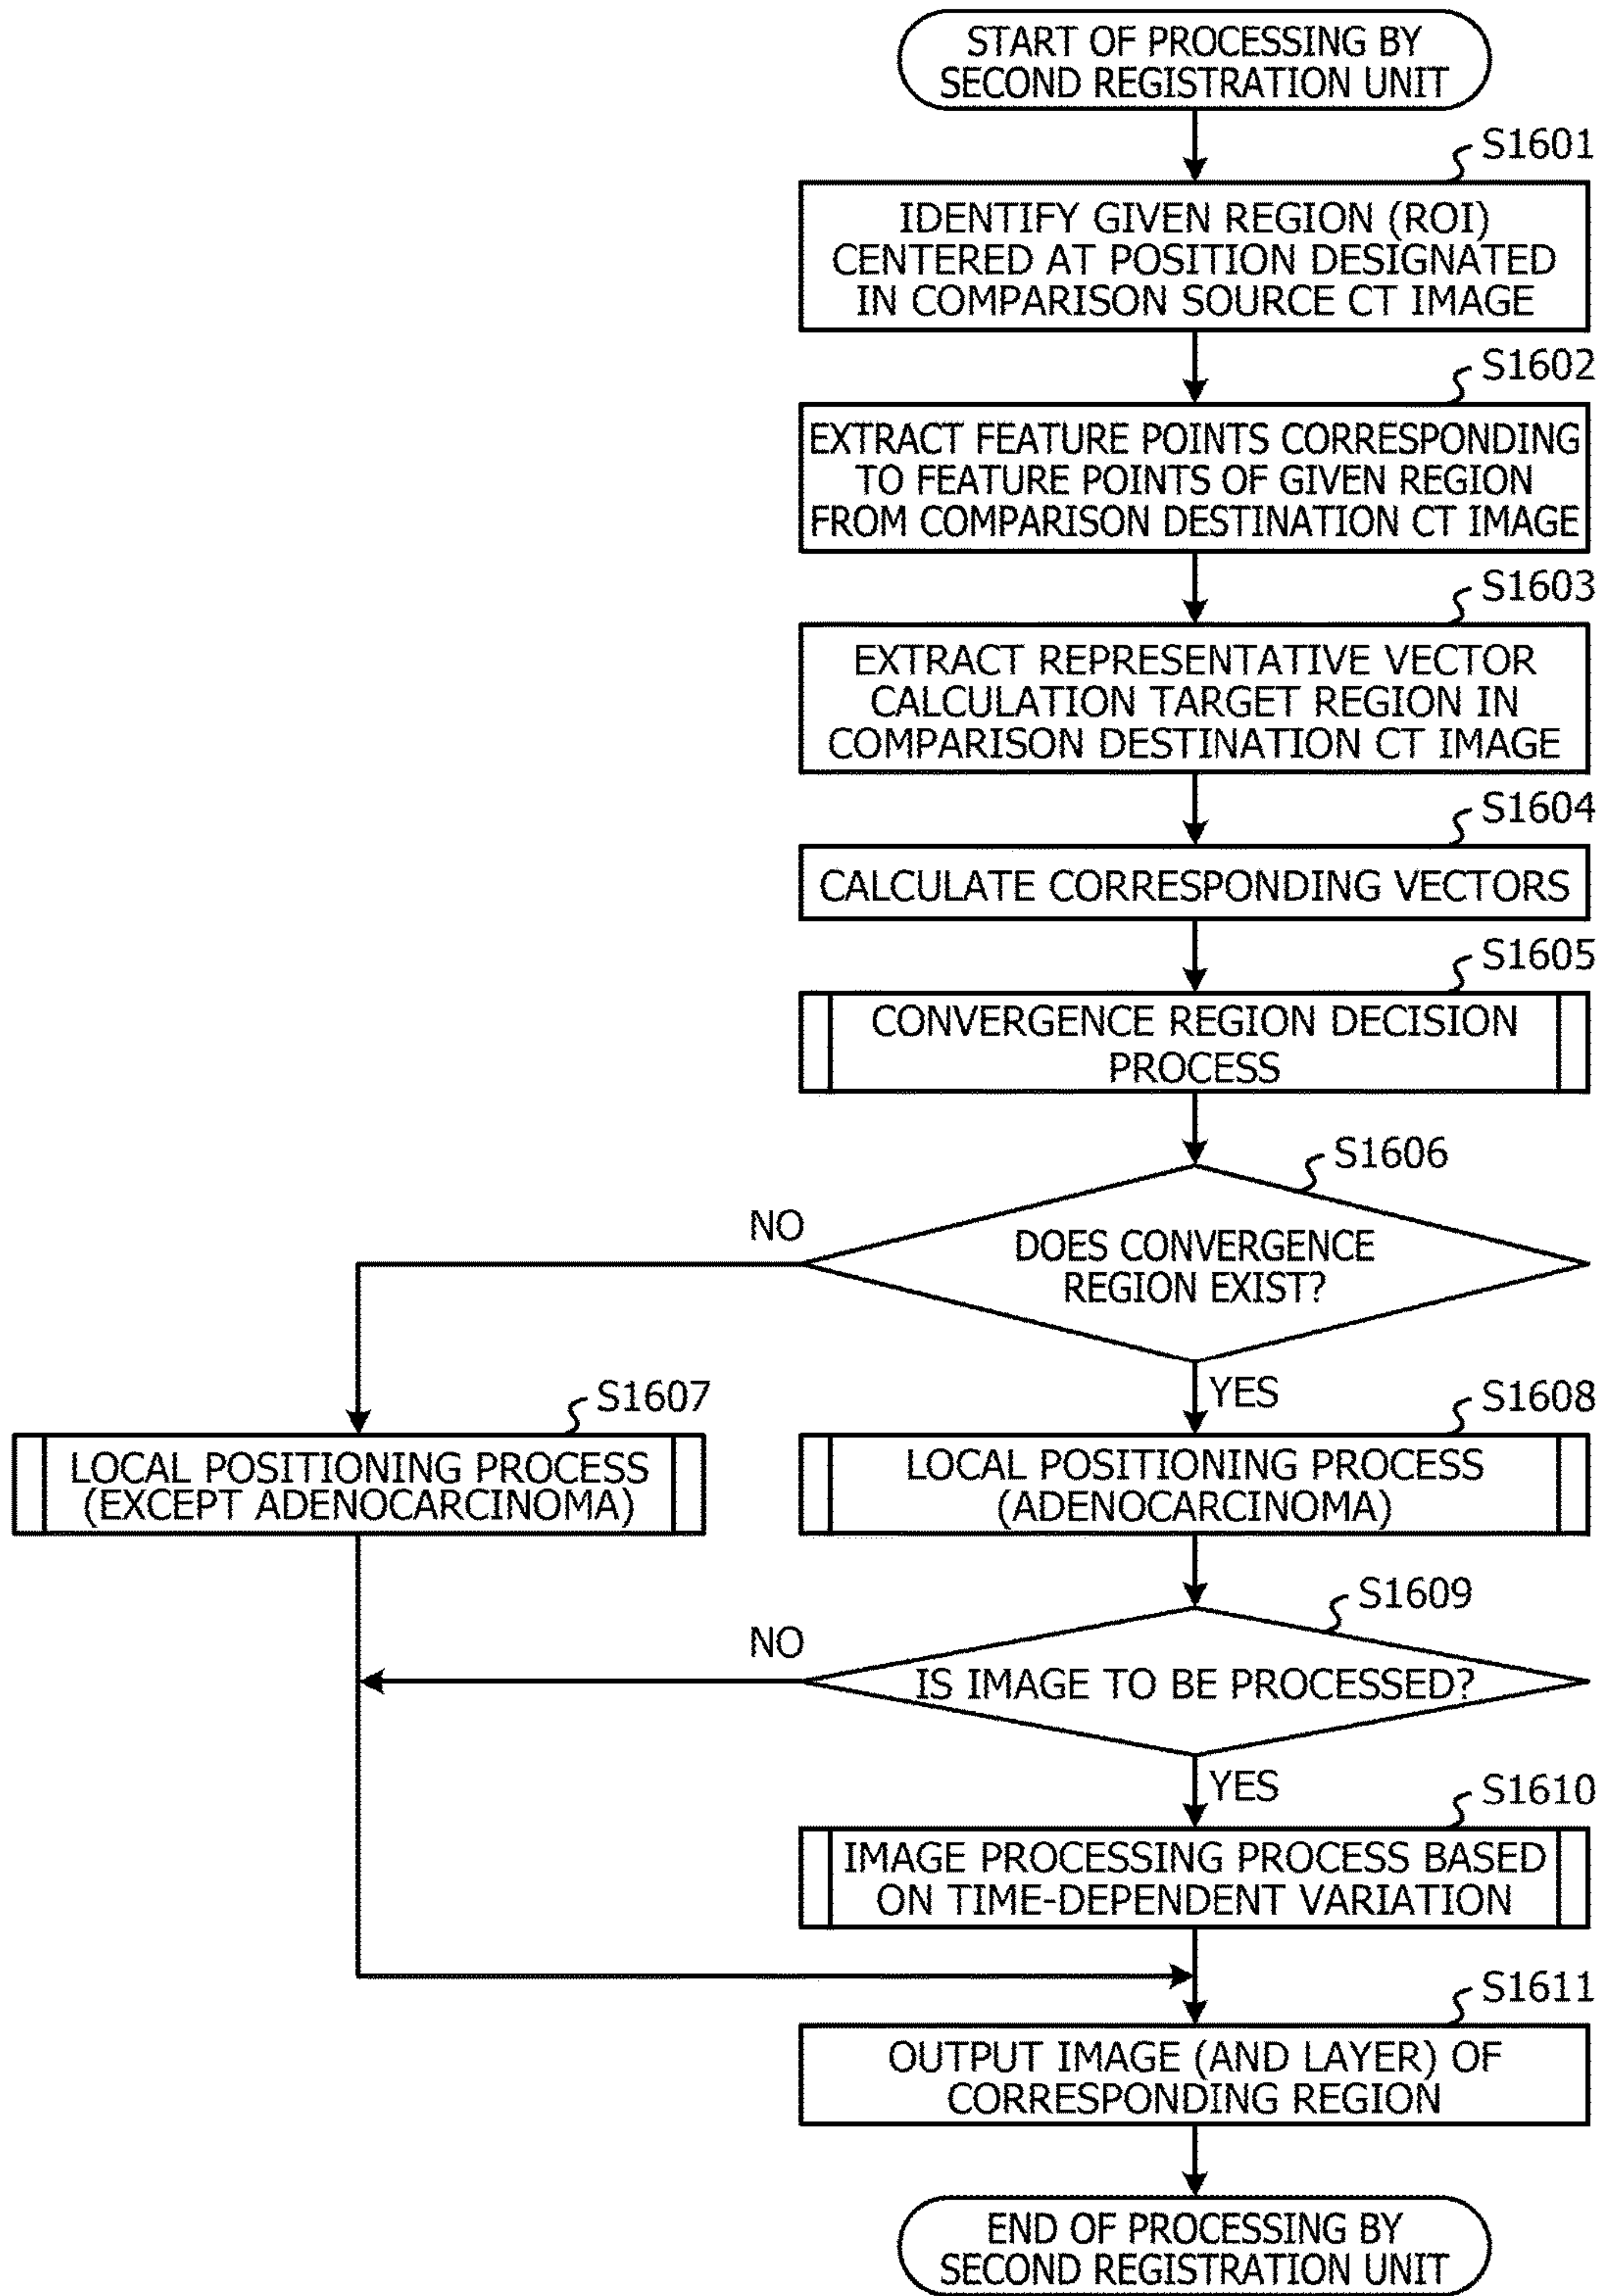 START OF PROCESSING BY
SECOND REGISTRATION UNIT
S1601
IDENTIFY GIVEN REGION (ROI)
CENTERED AT POSITION DESIGNATED
IN COMPARISON SOURCE CT IMAGE
S1602
EXTRACT FEATURE POINTS CORRESPONDING
TO FEATURE POINTS OF GIVEN REGION
FROM COMPARISON DESTINATION CT IMAGE
S1603
EXTRACT REPRESENTATIVE VECTOR
CALCULATION TARGET REGION IN
COMPARISON DESTINATION CT IMAGE
S1604
CALCULATE CORRESPONDING VECTORS
S1605
CONVERGENCE REGION DECISION
PROCESS
S1606
NO
DOES CONVERGENCE
REGION EXIST?
YES
S1607
LOCAL POSITIONING PROCESS
(EXCEPT ADENOCARCINOMA)
S1608
LOCAL POSITIONING PROCESS
(ADENOCARCINOMA)
S1609
NO
IS IMAGE TO BE PROCESSED?
YES
S1610
IMAGE PROCESSING PROCESS BASED
ON TIME-DEPENDENT VARIATION
S1611
OUTPUT IMAGE (AND LAYER) OF
CORRESPONDING REGION
END OF PROCESSING BY
SECOND REGISTRATION UNIT